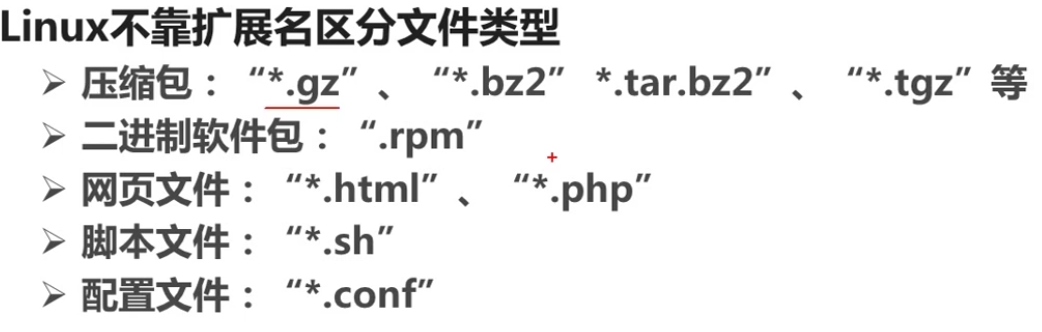 Linux不靠扩展名区分文件类型
➢ 压缩包：“*.gz”、“*.bz2” *.tar.bz2”、“*.tgz”等
➢ 二进制软件包：“.rpm”
➢ 网页文件：“*.html”、“*.php”
➢ 脚本文件：“*.sh”
➢ 配置文件：“*.conf”